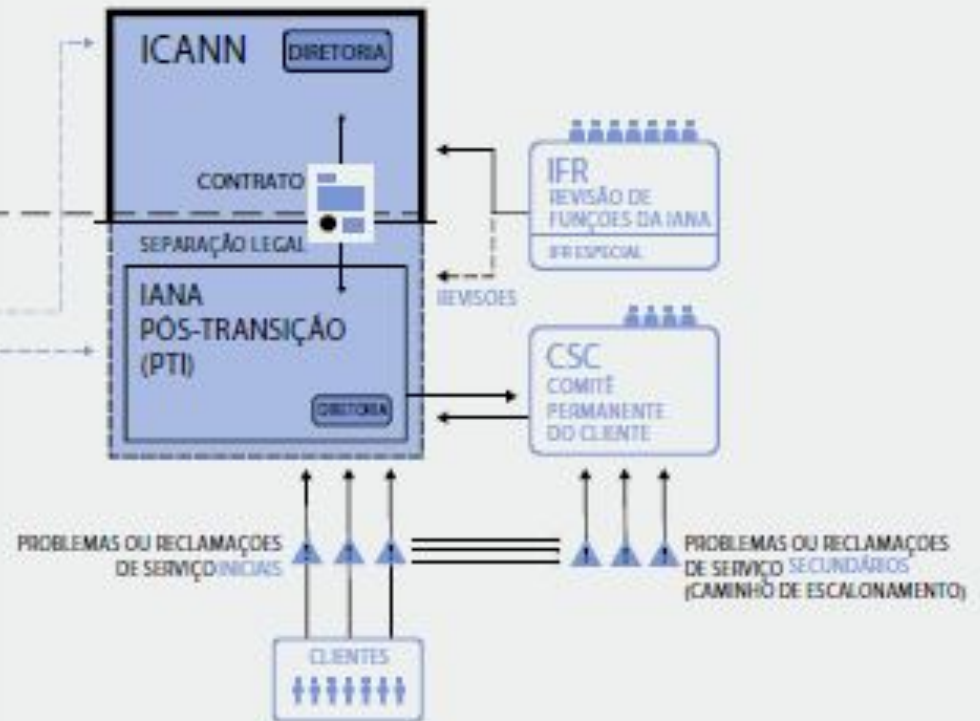 ICANN
DIRETORIA
CONTRATO
SEPARAÇÃO LEGAL
IANA
PÓS-TRANSIÇÃO
(PTI)
DIRETORIA
IFR
REVISÃO DE
FUNÇÕES DA IANA
IFR ESPECIAL
REVISÕES
CSC
COMITÊ
PERMANENTE
DO CLIENTE
PROBLEMAS OU RECLAMAÇÕES
DE SERVIÇO INICIAIS
PROBLEMAS OU RECLAMAÇÕES
DE SERVIÇO SECUNDÁRIOS
(CAMINHO DE ESCALONAMENTO)
CLIENTES